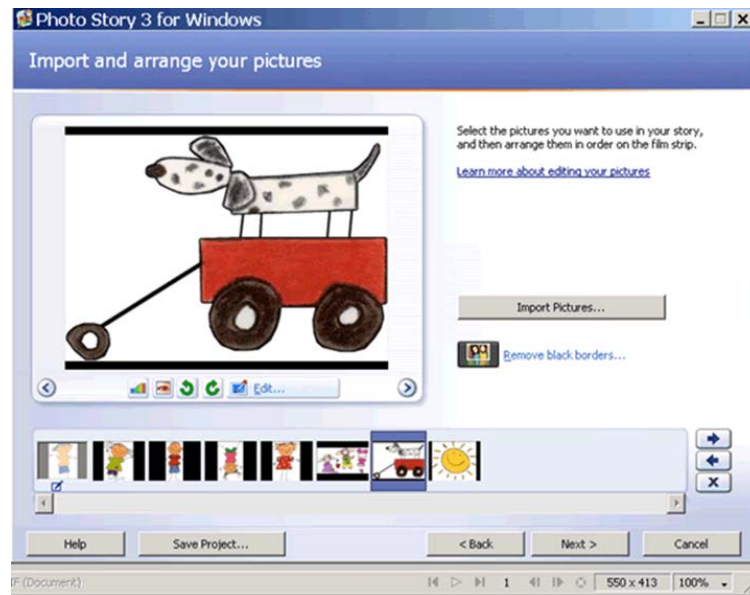 Photo Story 3 for Windows
Import and arrange your pictures
Select the pictures you want to use in your story,
and then arrange them in order on the film strip.
Learn more about editing your pictures
Import Pictures...
Remove black borders...
Edit...
Help
Save Project...
< Back
Next >
Cancel
F (Document)
1
550 x 413
100%